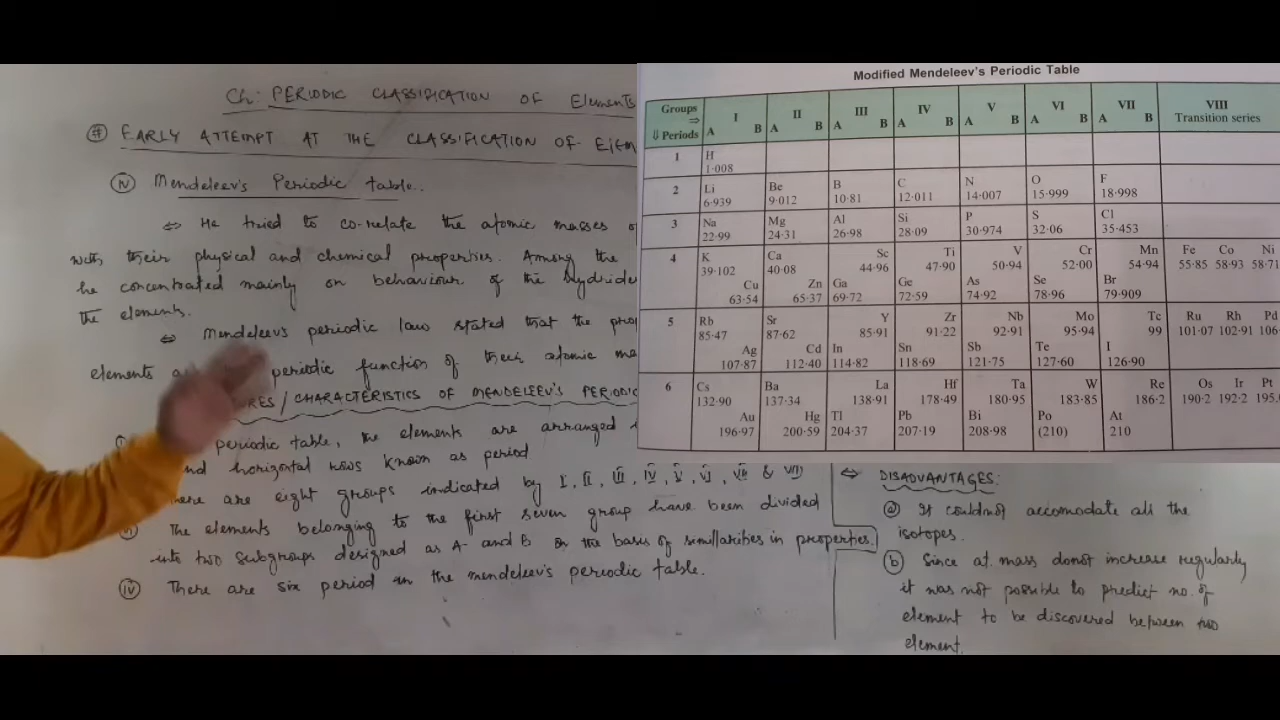 Ch: PERIODIC CLASSIFICATION OF Elements
# EARLY ATTEMPT AT THE CLASSIFICATION OF
iv Mendeleev's Periodic table..
⇔ He tried to co-relate the atomic masses
with their physical and chemical properties. Among the
he concentrated mainly on behaviour of the hydride
the elements.
⇔ Mendeleevs periodic law stated that the
elements periodic function of their atomic
/CHARACTERISTICS OF MENDELEEV'S PERIODIC
periodic table, the elements are arranged
horizontal rows known as period
are eight groups indicated by I, II, III, IV, V, VI, VII & VIII
The elements belonging to the first seven group have been divided
into two subgroups designed as A- and B on the basis of simillarities in properties.
iv There are six period in the mendeleev's periodic table.
Modified Mendeleev's Periodic Table
Groups ⇒ I II III IV V VI VII VIII
⇓ Periods A B A B A B A B A B A B A B Transition series
1 H
1·008
2 Li Be B C N O F
6·939 9·012 10·81 12·011 14·007 15·999 18·998
3 Na Mg Al Si P S Cl
22·99 24·31 26·98 28·09 30·974 32·06 35·453
4 K Ca Sc Ti V Cr Mn Fe Co Ni
39·102 40·08 44·96 47·90 50·94 52·00 54·94 55·85 58·93 58·71
Cu Zn Ga Ge As Se Br
63·54 65·37 69·72 72·59 74·92 78·96 79·909
5 Rb Sr Y Zr Nb Mo Tc Ru Rh Pd
85·47 87·62 85·91 91·22 92·91 95·94 99 101·07 102·91 106·
Ag Cd In Sn Sb Te I
107·87 112·40 114·82 118·69 121·75 127·60 126·90
6 Cs Ba La Hf Ta W Re Os Ir Pt
132·90 137·34 138·91 178·49 180·95 183·85 186·2 190·2 192·2 195·
Au Hg Tl Pb Bi Po At
196·97 200·59 204·37 207·19 208·98 (210) 210
⇔ DISADVANTAGES:
a It couldnot accomodate all the
isotopes.
b Since at. mass donot increase regularly
it was not possible to predict no. of
element to be discovered between two
element.